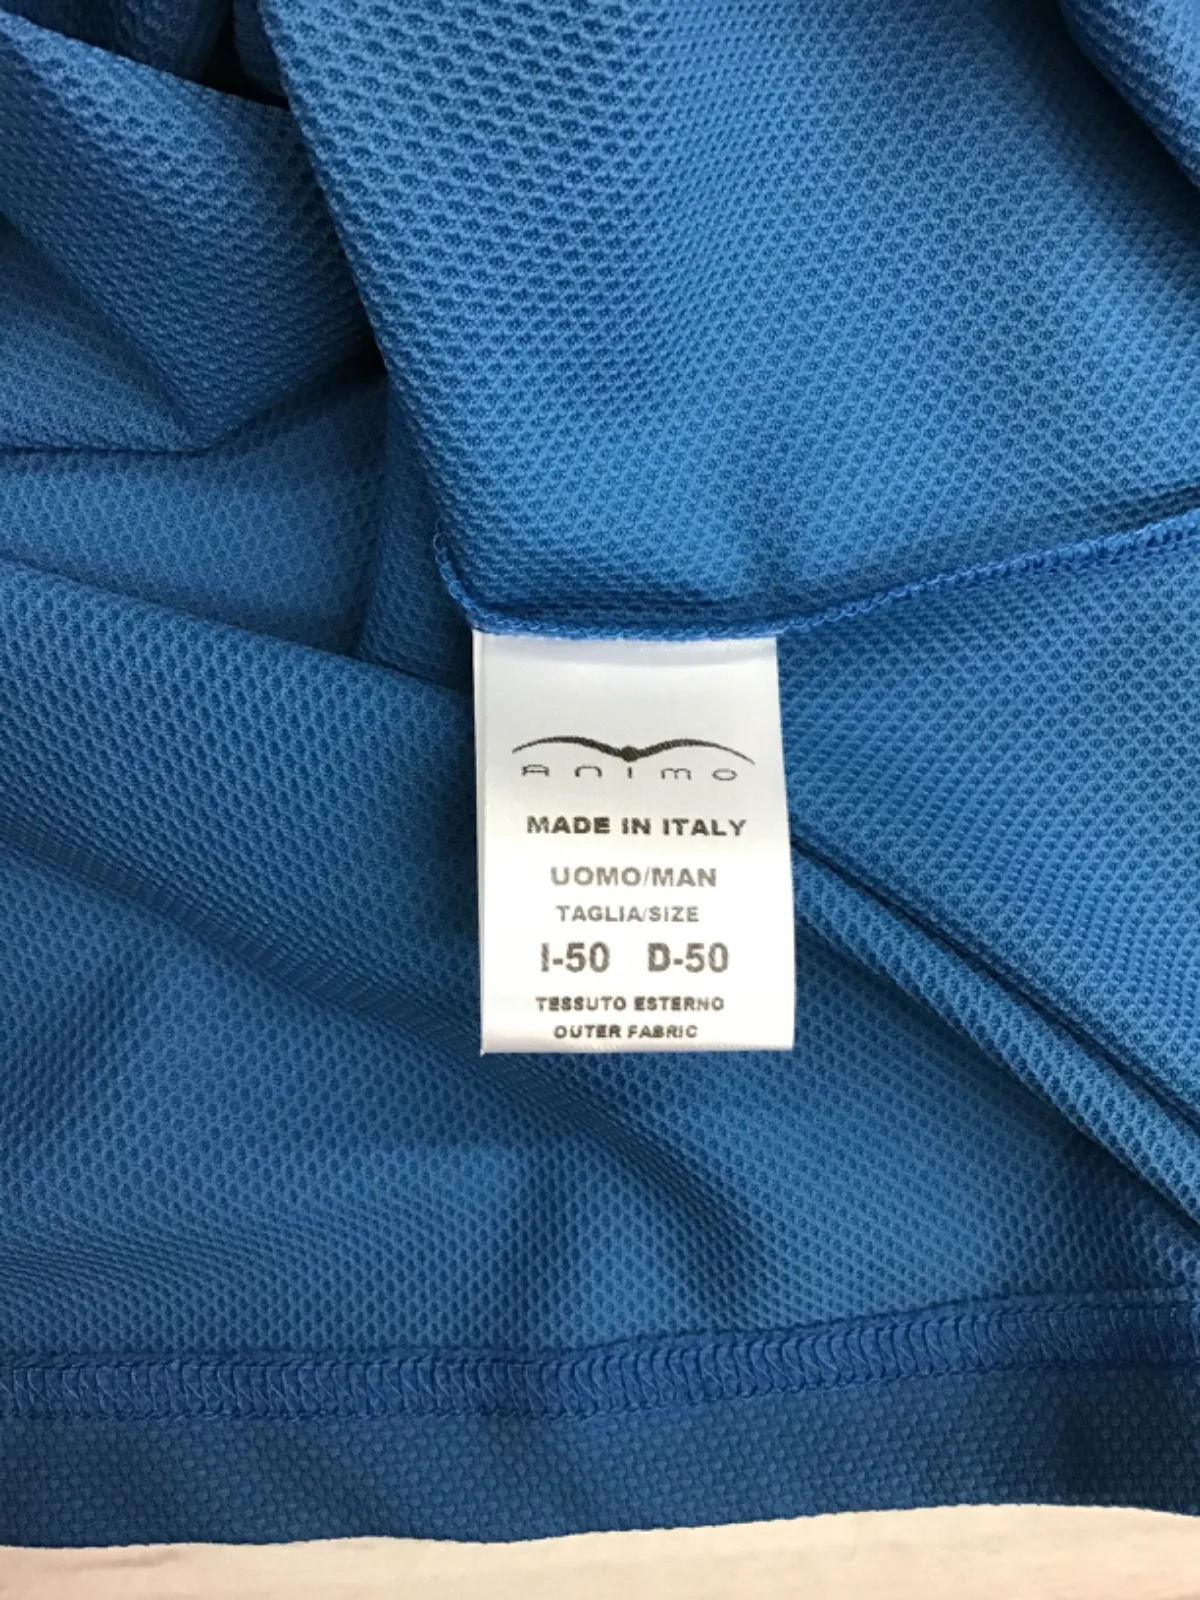 ANIMO
MADE IN ITALY
UOMO/MAN
TAGLIA/SIZE
I-50 D-50
TESSUTO ESTERNO
OUTER FABRIC